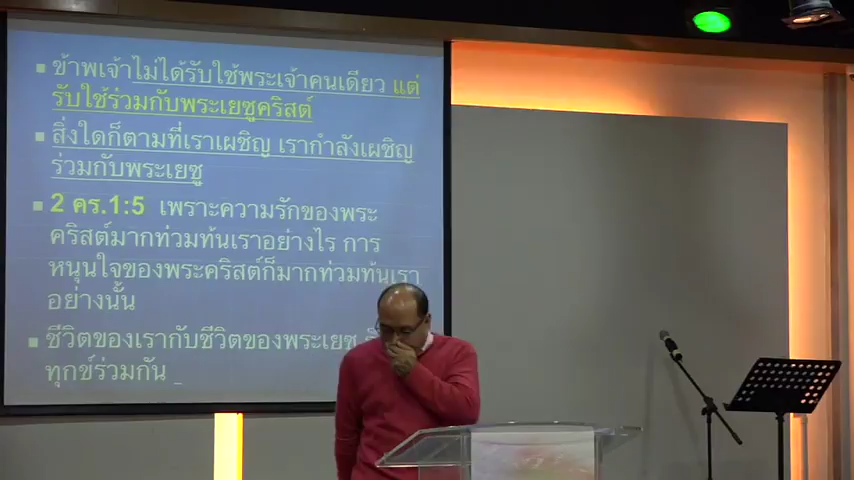 ข้าพเจ้าไม่ได้รับใช้พระเจ้าคนเดียว แต่
รับใช้ร่วมกับพระเยซูคริสต์
สิ่งใดก็ตามที่เราเผชิญ เรากำลังเผชิญ
ร่วมกับพระเยซู
2 คร.1:5 เพราะความรักของพระ
คริสต์มากท่วมท้นเราอย่างไร การ
หนุนใจของพระคริสต์ก็มากท่วมท้นเรา
อย่างนั้น
ชีวิตของเรากับชีวิตของพระเยซู
ทุกข์ร่วมกัน